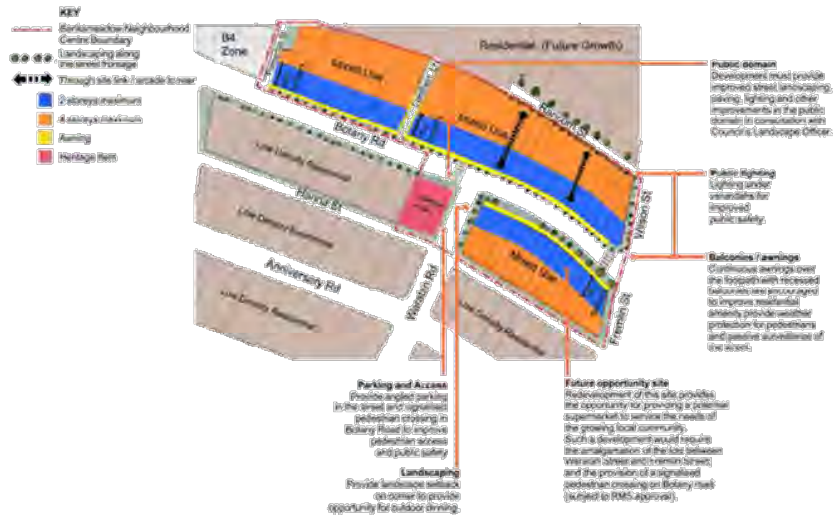 KEY
Banksmeadow Neighbourhood
Centre Boundary
Landscaping along
the street frontage
Through site link / arcade to rear
2 storeys maximum
4 storeys maximum
Awning
Heritage Item
B4
Zone
Residential (Future Growth)
Mixed Use
Mixed Use
Botany Rd
Low Density Residential
Low Density Residential
Anniversary Rd
Low Density Residential
Wilson St
Mixed Use
Low Density Residential
Public domain
Development must provide
improved street landscaping,
paving, lighting and other
improvements in the public
domain in consultation with
Council's Landscape Officer.
Public lighting
Lighting under
verandahs for
improved
public safety.
Balconies / awnings
Continuous awnings over
the footpath with recessed
balconies are encouraged
to improve residential
amenity, provide weather
protection for pedestrians
and passive surveillance of
the street.
Parking and Access
Provide angled parking
in the street and signalised
pedestrian crossing in
Botany Road to improve
pedestrian access
and public safety
Landscaping
Provide landscape setback
on corner to provide
opportunity for outdoor dinning.
Future opportunity site
Redevelopment of this site provides
the opportunity for providing a potential
supermarket to service the needs of
the growing local community.
Such a development would require
the amalgamation of the lots between
and the provision of a signalised
pedestrian crossing on Botany road
(subject to RMS approval).